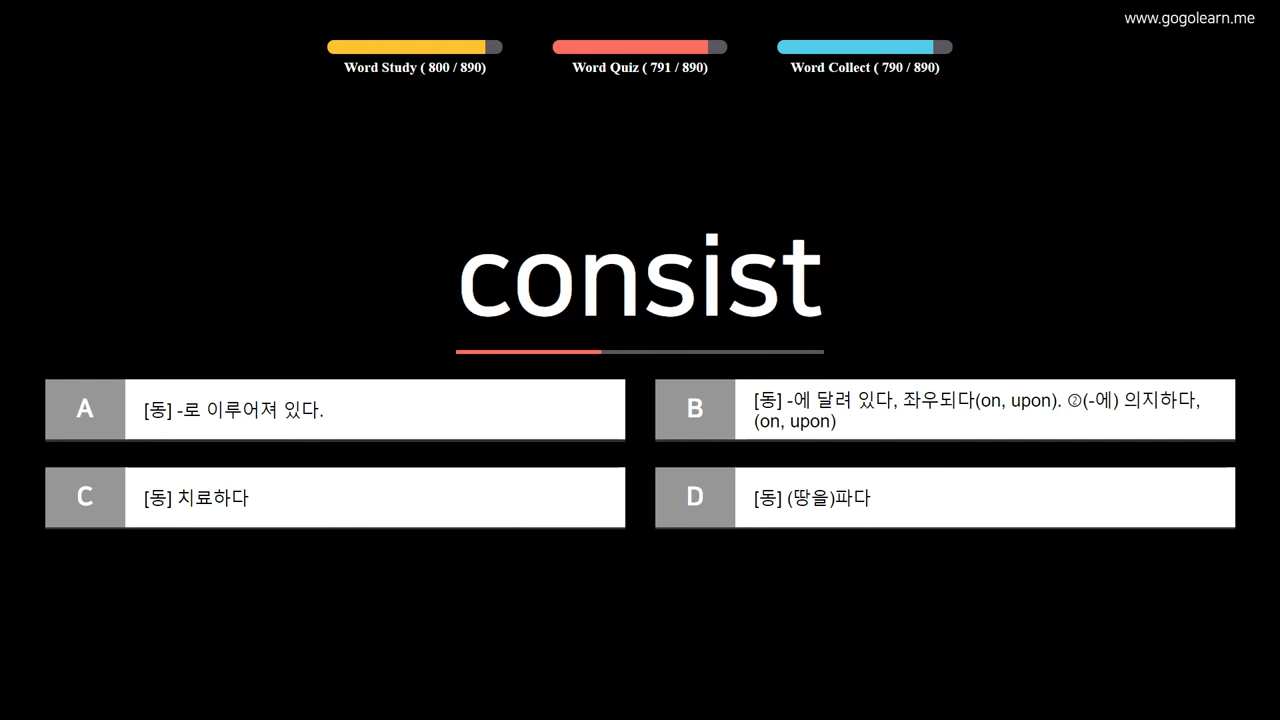 www.gogolearn.me
Word Study ( 800 / 890)
Word Quiz ( 791 / 890)
Word Collect ( 790 / 890)
consist
A
[동] -로 이루어져 있다.
B
[동] -에 달려 있다, 좌우되다(on, upon). ②(-에) 의지하다,
(on, upon)
C
[동] 치료하다
D
[동] (땅을)파다